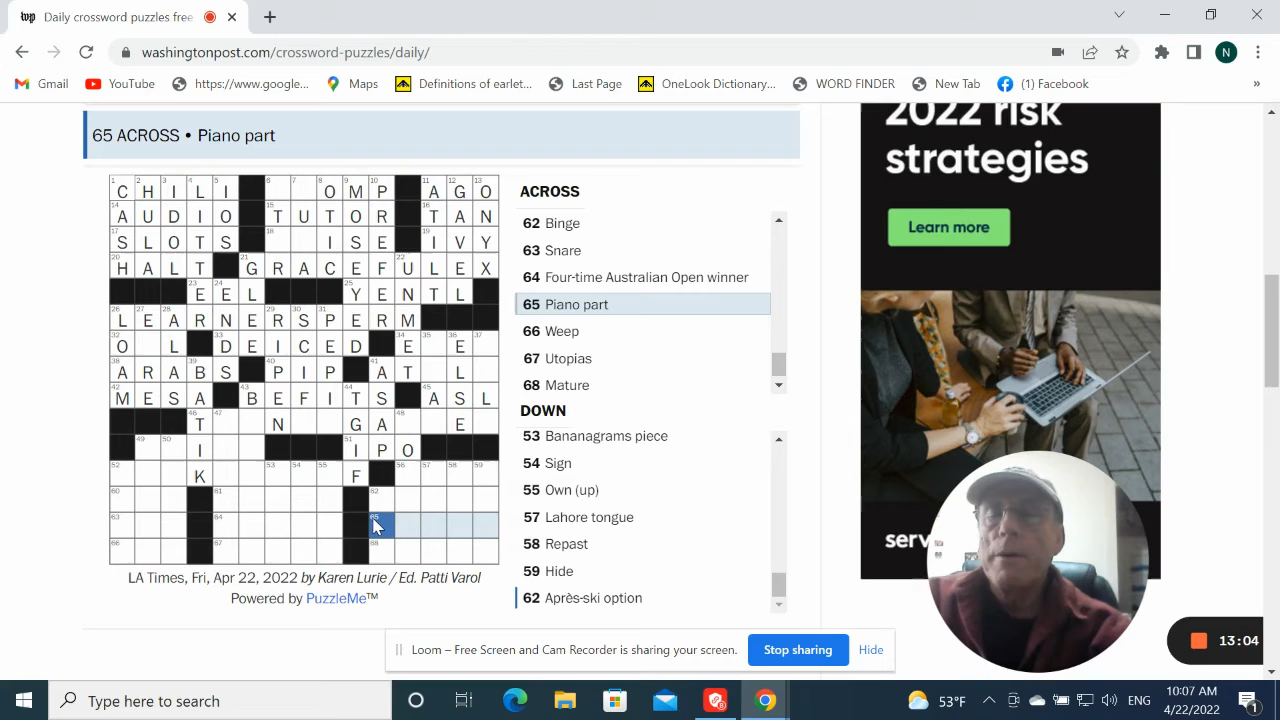 Daily crossword puzzles free
washingtonpost.com/crossword-puzzles/daily/
N
Gmail YouTube https://www.google... Maps Definitions of earlet... Last Page OneLook Dictionary... WORD FINDER New Tab (1) Facebook »
65 ACROSS • Piano part
2022 risk
strategies
Learn more
C H I L I O M P A G O
A U D I O T U T O R T A N
S L O T S I S E I V Y
H A L T G R A C E F U L E X
E E L Y E N T L
L E A R N E R S P E R M
O L D E I C E D E E
A R A B S P I P A T L
M E S A B E F I T S A S L
T N G A E
I I P O
K F
ACROSS
62 Binge
63 Snare
64 Four-time Australian Open winner
65 Piano part
66 Weep
67 Utopias
68 Mature
DOWN
53 Bananagrams piece
54 Sign
55 Own (up)
57 Lahore tongue
58 Repast
59 Hide
62 Après-ski option
LA Times, Fri, Apr 22, 2022 by Karen Lurie / Ed. Patti Varol
Powered by PuzzleMe™
serv
Loom – Free Screen and Cam Recorder is sharing your screen. Stop sharing Hide
13:04
Type here to search
53°F ENG 10:07 AM
4/22/2022
1